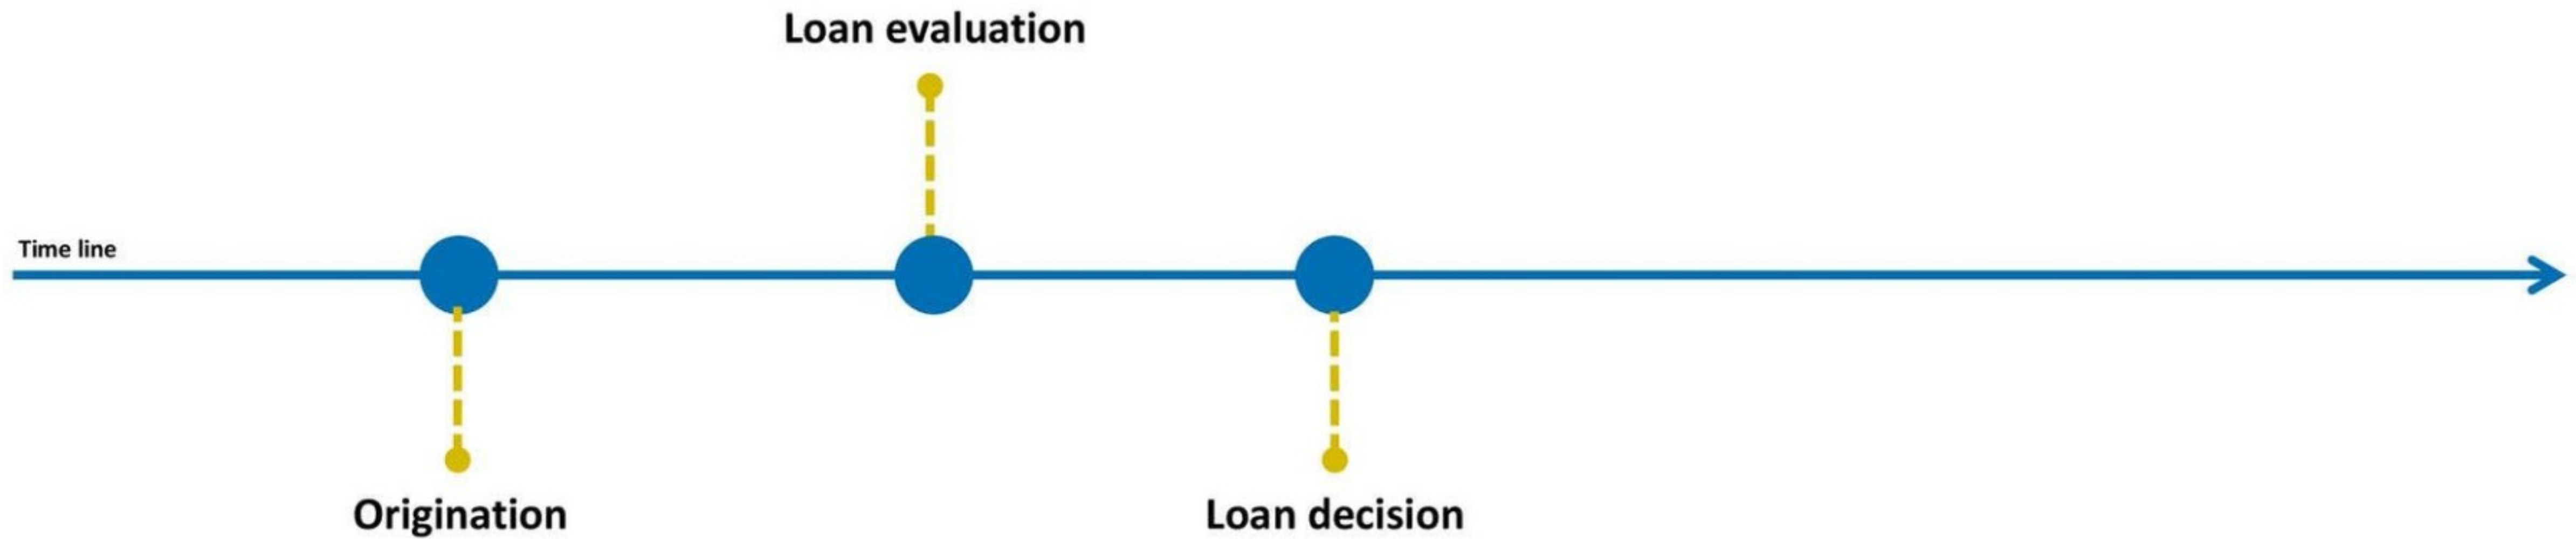 Loan evaluation
Time line
Origination
Loan decision